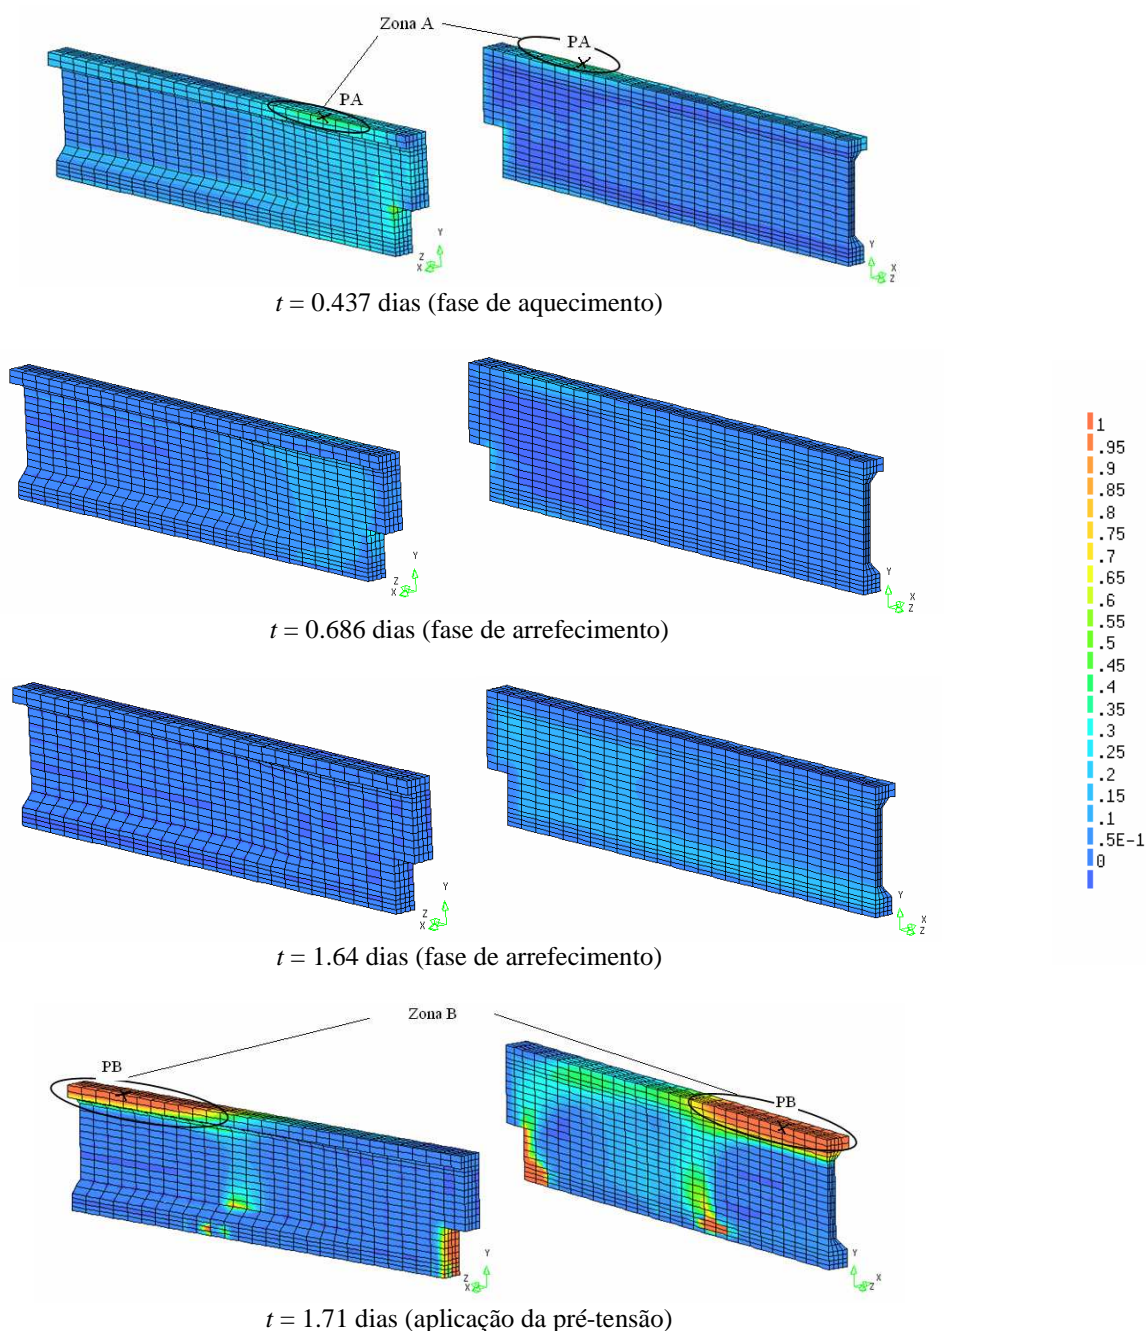 Zona A
PA
PA
Y
Z
X
Y
X
Z
t = 0.437 dias (fase de aquecimento)
Y
Z
X
Y
X
Z
t = 0.686 dias (fase de arrefecimento)
1
.95
.9
.85
.8
.75
.7
.65
.6
.55
.5
.45
.4
.35
.3
.25
.2
.15
.1
.5E-1
0
Y
Z
X
Y
X
Z
t = 1.64 dias (fase de arrefecimento)
Zona B
PB
PB
Y
Z
X
Y
X
Z
t = 1.71 dias (aplicação da pré-tensão)